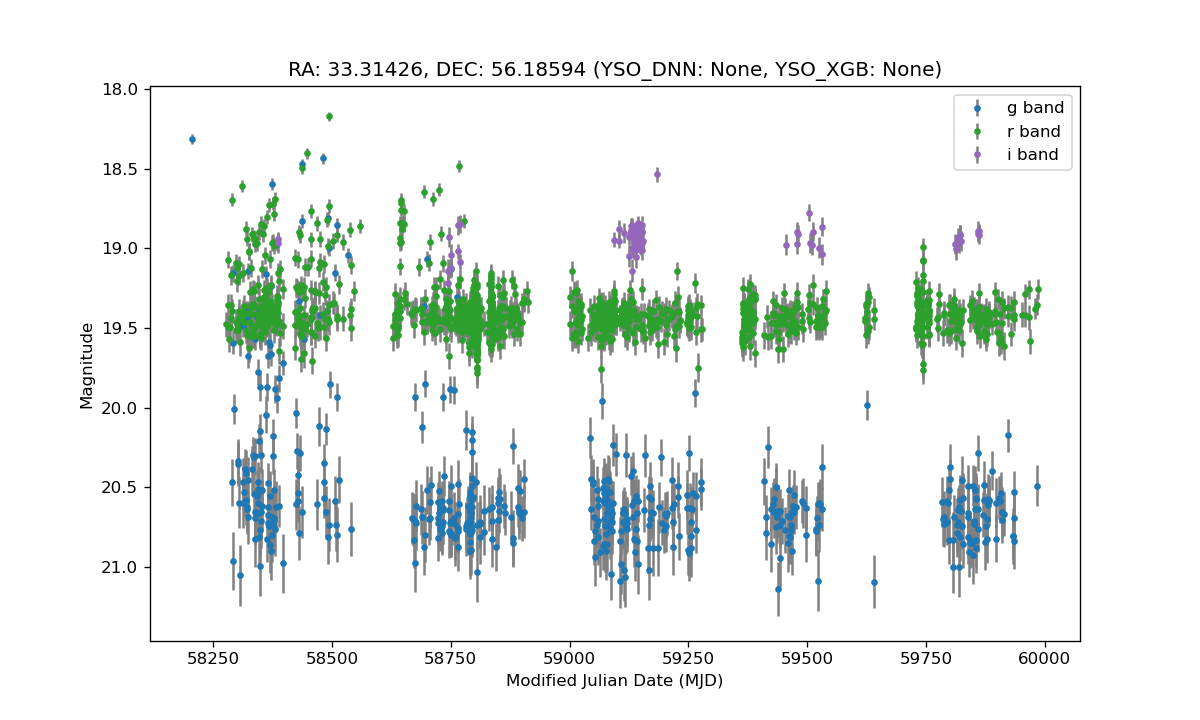 RA: 33.31426, DEC: 56.18594 (YSO_DNN: None, YSO_XGB: None)
g band
r band
i band
18.0
18.5
19.0
19.5
20.0
20.5
21.0
Magnitude
58250 58500 58750 59000 59250 59500 59750 60000
Modified Julian Date (MJD)